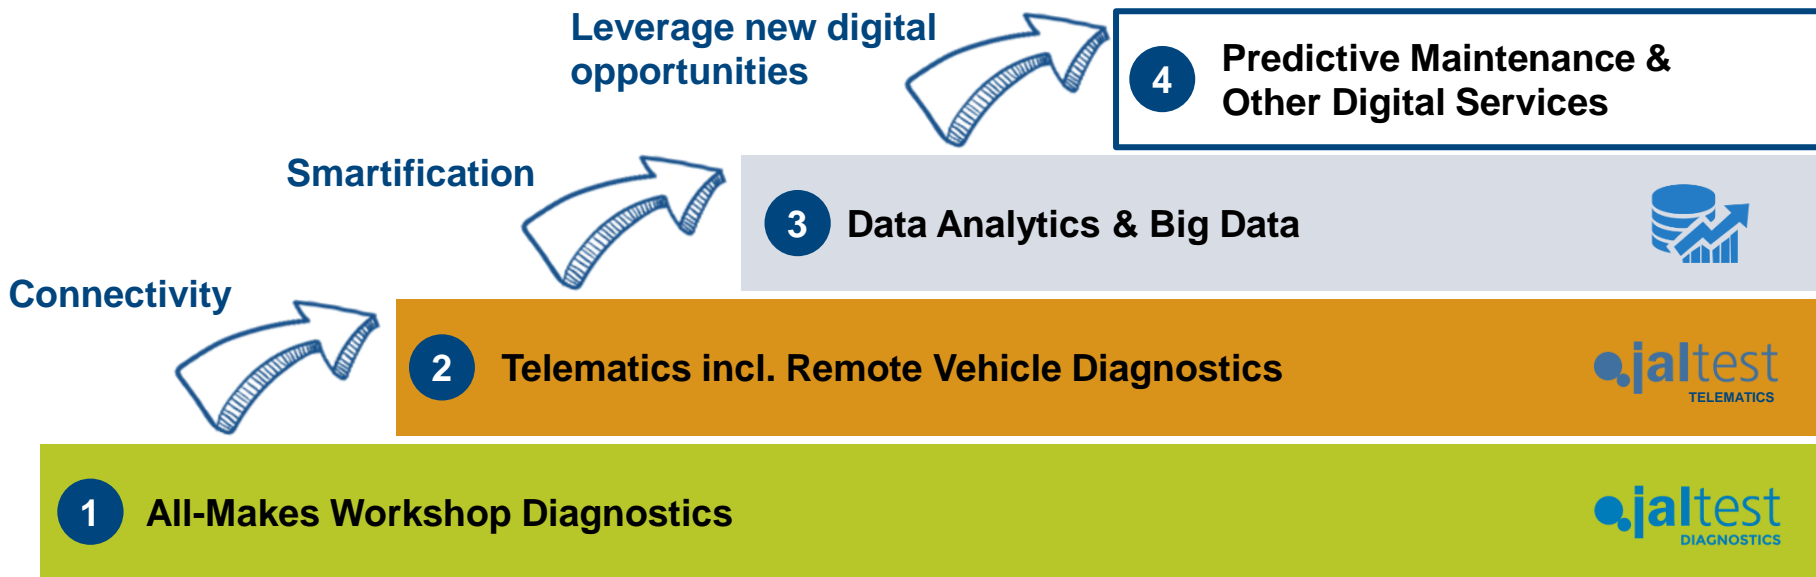 Leverage new digital
opportunities
4
Predictive Maintenance &
Other Digital Services
Smartification
3
Data Analytics & Big Data
Connectivity
2
Telematics incl. Remote Vehicle Diagnostics
jaltest
TELEMATICS
1
All-Makes Workshop Diagnostics
jaltest
DIAGNOSTICS